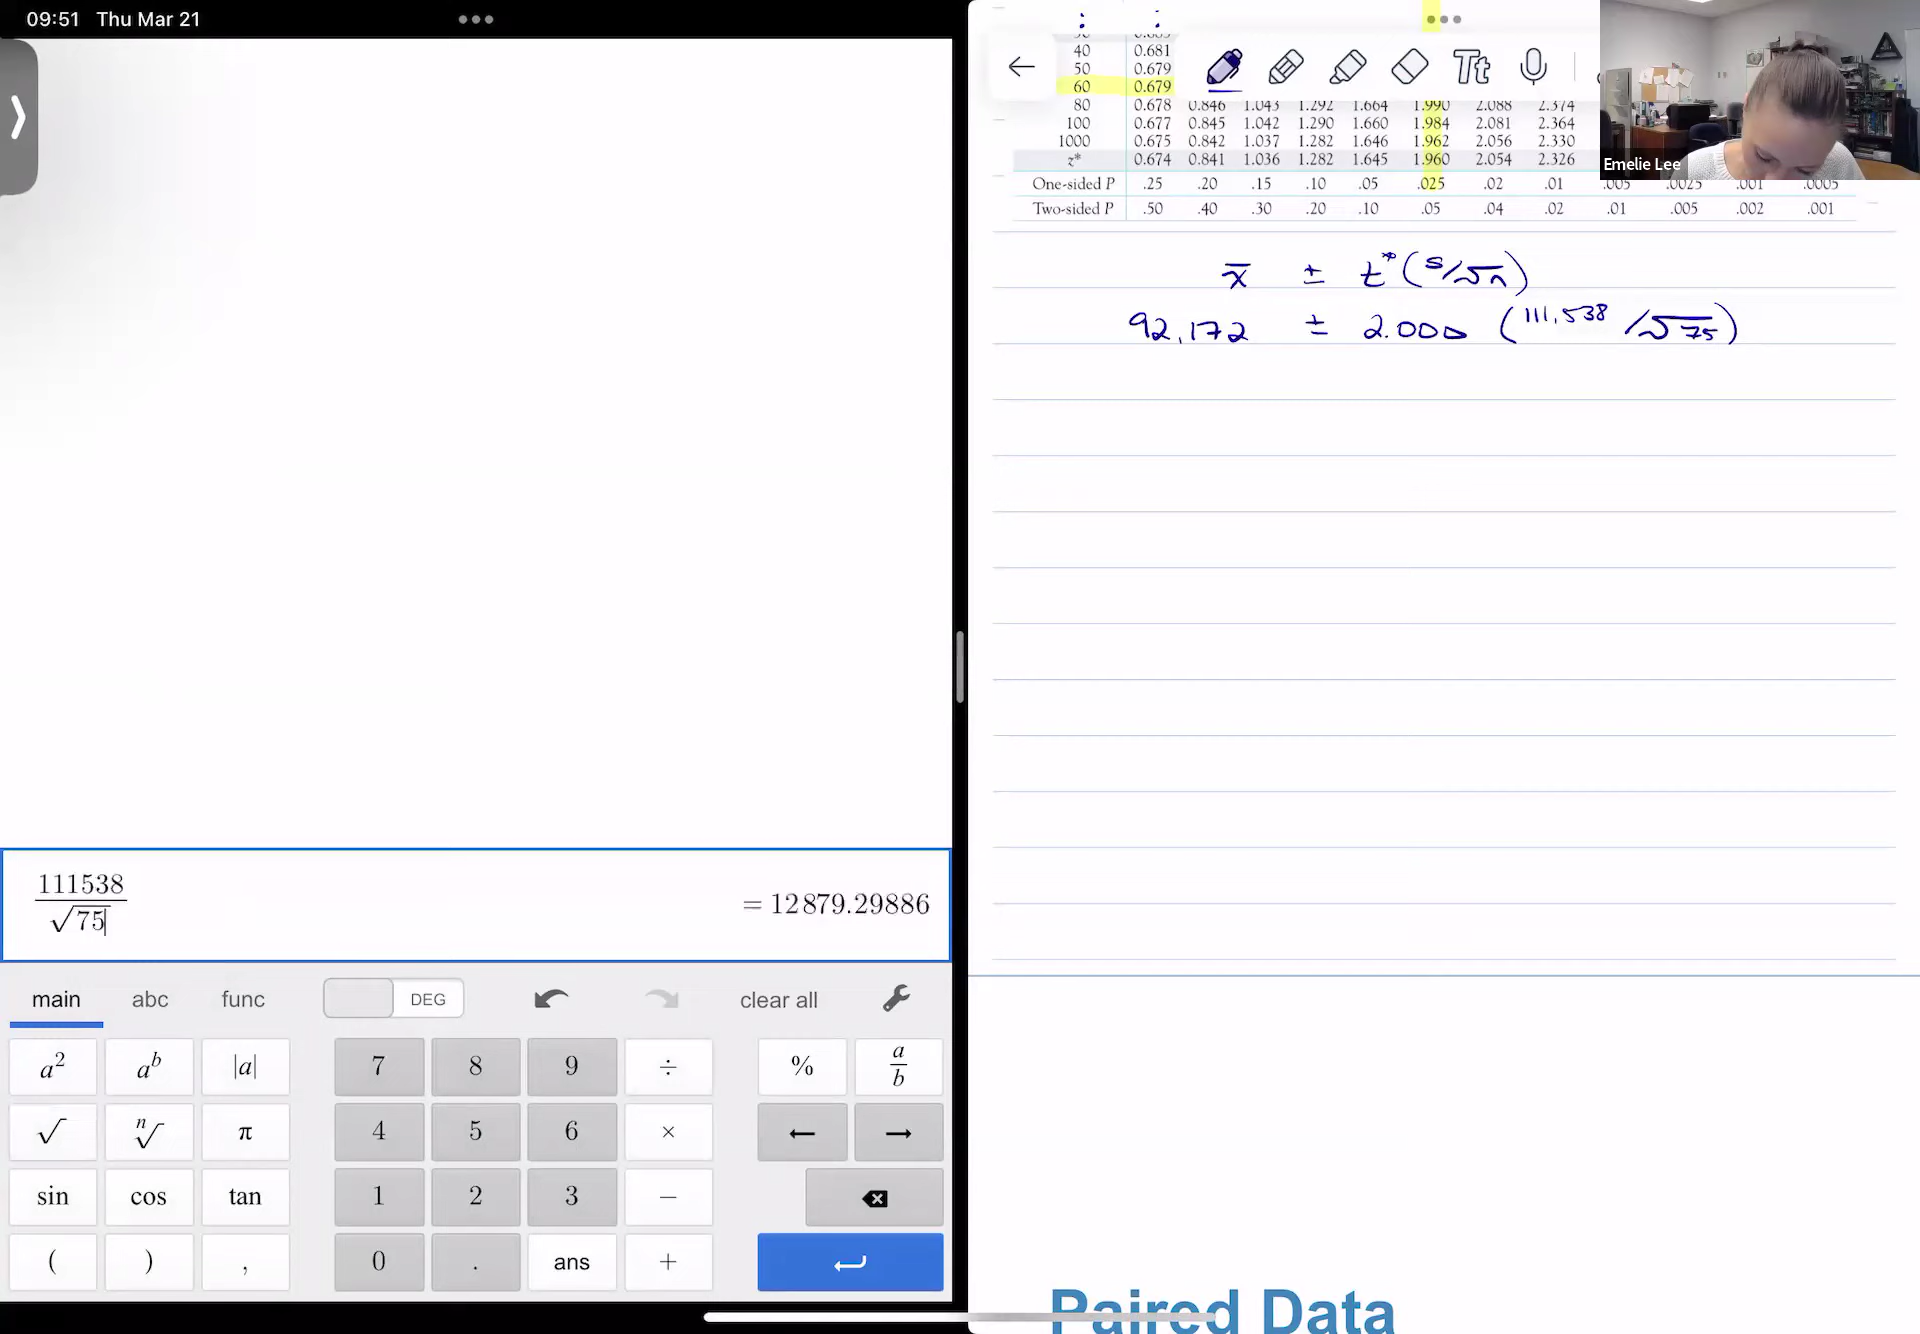 09:51 Thu Mar 21
40 0.681
50 0.679
60 0.679
80 0.678 0.846 1.043 1.292 1.664 1.990 2.088 2.374
100 0.677 0.845 1.042 1.290 1.660 1.984 2.081 2.364
1000 0.675 0.842 1.037 1.282 1.646 1.962 2.056 2.330
z* 0.674 0.841 1.036 1.282 1.645 1.960 2.054 2.326
One-sided P .25 .20 .15 .10 .05 .025 .02 .01 .005 .0025 .001 .0005
Two-sided P .50 .40 .30 .20 .10 .05 .04 .02 .01 .005 .002 .001
Tt
Emelie Lee
x̄ ± t* (s/√n)
92,172 ± 2.000 (111,538/√75)
111538
√75
= 12879.29886
main abc func DEG clear all
a² aᵇ |a| 7 8 9 ÷ % a/b
√ ⁿ√ π 4 5 6 × ← →
sin cos tan 1 2 3 −
( ) , 0 . ans +
Paired Data